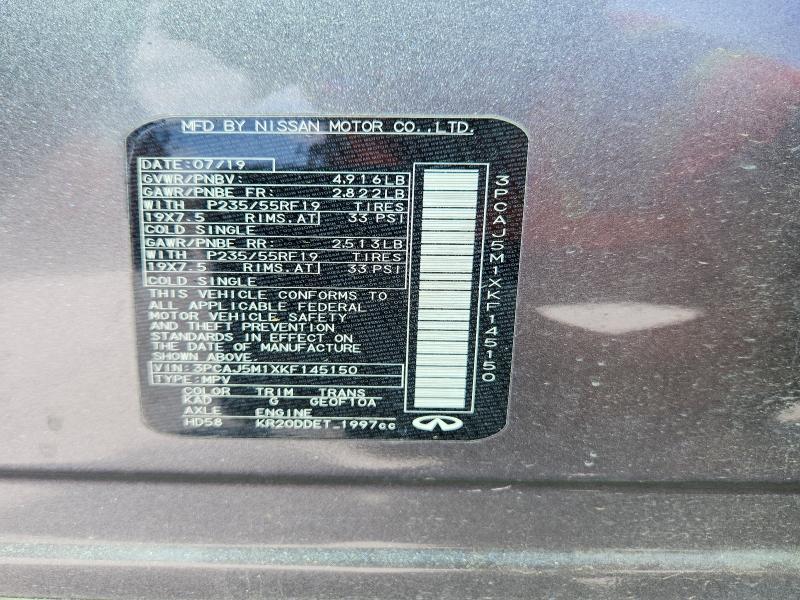 MFD BY NISSAN MOTOR CO.,LTD.
DATE:07/19
GVWR/PNBV: 4,916LB
GAWR/PNBE FR: 2,822LB
WITH P235/55RF19 TIRES
19X7.5 RIMS,AT 33 PSI
COLD SINGLE
GAWR/PNBE RR: 2,513LB
WITH P235/55RF19 TIRES
19X7.5 RIMS,AT 33 PSI
COLD SINGLE
THIS VEHICLE CONFORMS TO
ALL APPLICABLE FEDERAL
MOTOR VEHICLE SAFETY
AND THEFT PREVENTION
STANDARDS IN EFFECT ON
THE DATE OF MANUFACTURE
SHOWN ABOVE.
VIN:3PCAJ5M1XKF145150
TYPE:MPV
COLOR TRIM TRANS
KAD G GEOF10A
AXLE ENGINE
HD58 KR20DDET 1997cc
3PCAJ5M1XKF145150